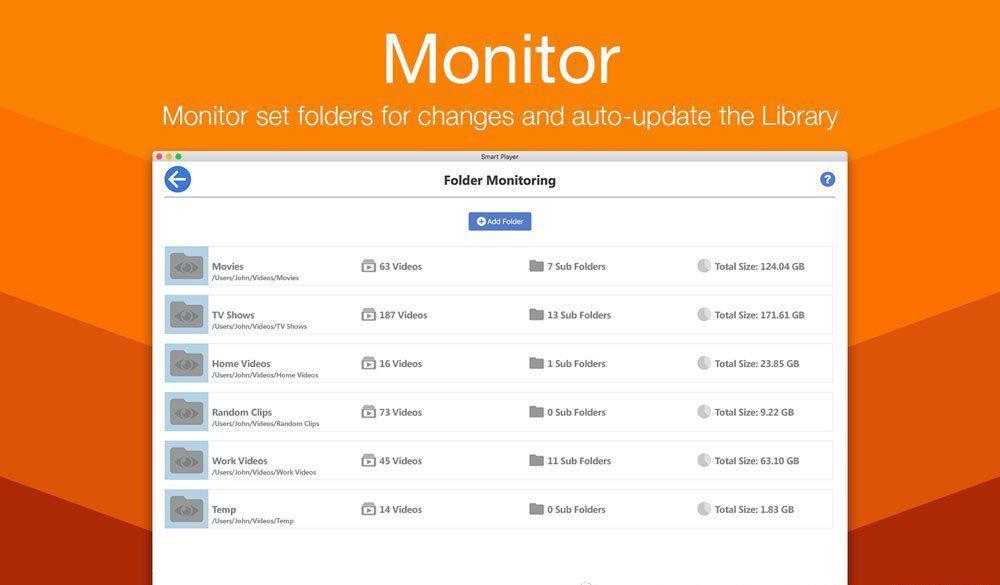 Monitor
Monitor set folders for changes and auto-update the Library
Smart Player
Folder Monitoring
?
Add Folder
Movies
/Users/John/Videos/Movies
63 Videos
7 Sub Folders
Total Size: 124.04 GB
TV Shows
/Users/John/Videos/TV Shows
187 Videos
13 Sub Folders
Total Size: 171.61 GB
Home Videos
/Users/John/Videos/Home Videos
16 Videos
1 Sub Folders
Total Size: 23.85 GB
Random Clips
/Users/John/Videos/Random Clips
73 Videos
0 Sub Folders
Total Size: 9.22 GB
Work Videos
/Users/John/Videos/Work Videos
45 Videos
11 Sub Folders
Total Size: 63.10 GB
Temp
/Users/John/Videos/Temp
14 Videos
0 Sub Folders
Total Size: 1.83 GB